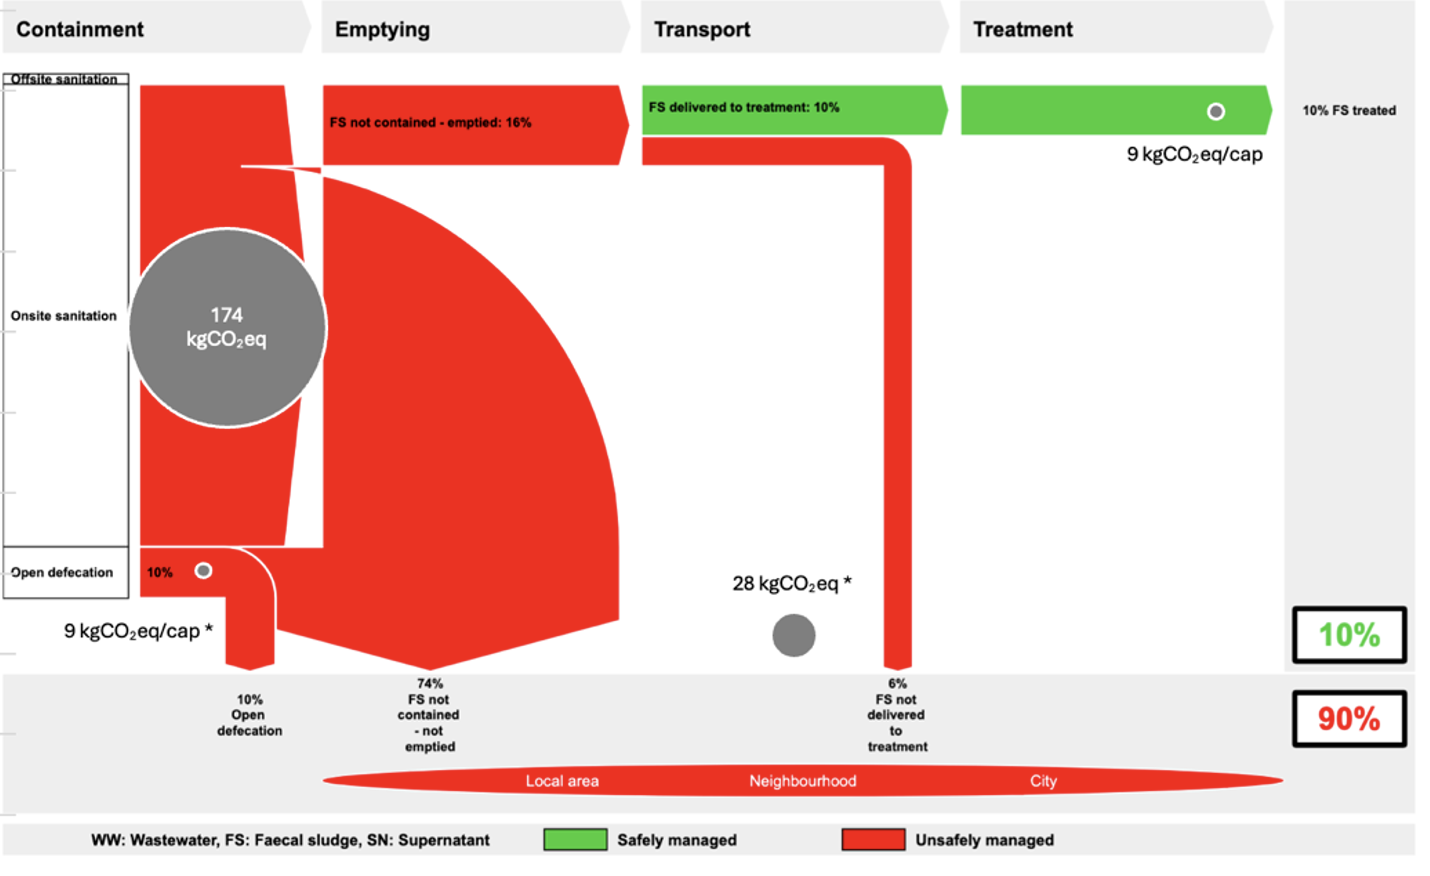 Containment
Emptying
Transport
Treatment
Offsite sanitation
FS not contained - emptied: 16%
FS delivered to treatment: 10%
10% FS treated
9 kgCO₂eq/cap
Onsite sanitation
174
kgCO₂eq
Open defecation
10%
28 kgCO₂eq *
9 kgCO₂eq/cap *
10%
10%
Open
defecation
74%
FS not
contained
- not
emptied
6%
FS not
delivered
to
treatment
90%
Local area
Neighbourhood
City
WW: Wastewater, FS: Faecal sludge, SN: Supernatant
Safely managed
Unsafely managed